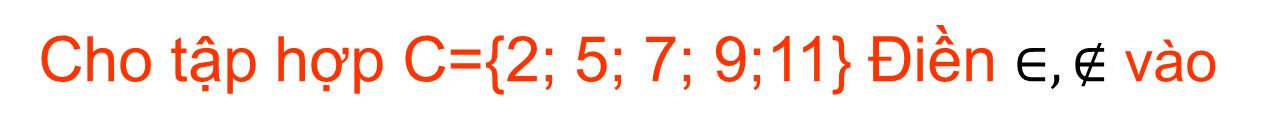 Cho tập hợp C={2; 5; 7; 9;11} Điền ∈, ∉ vào